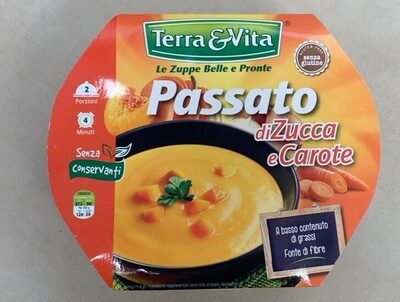 Terra&Vita®
Le Zuppe Belle e Pronte
senza
glutine
2
Porzioni
Passato
di Zucca
e Carote
4
Minuti
Senza
conservanti
A basso contenuto
di grassi
Fonte di fibre